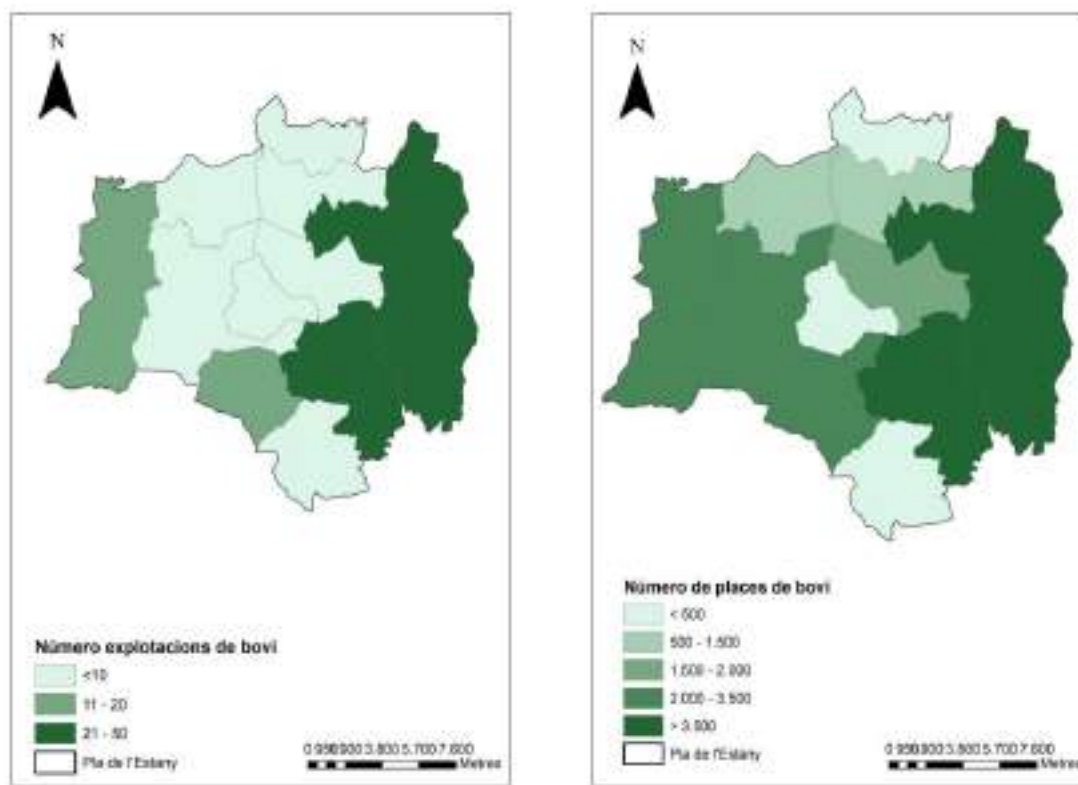 N
Número explotacions de boví
<10
11 - 20
21 - 50
Pla de l'Estany
Metres
N
Número de places de boví
< 500
500 - 1.500
1.500 - 2.000
2.000 - 3.500
> 3.500
Pla de l'Estany
Metres